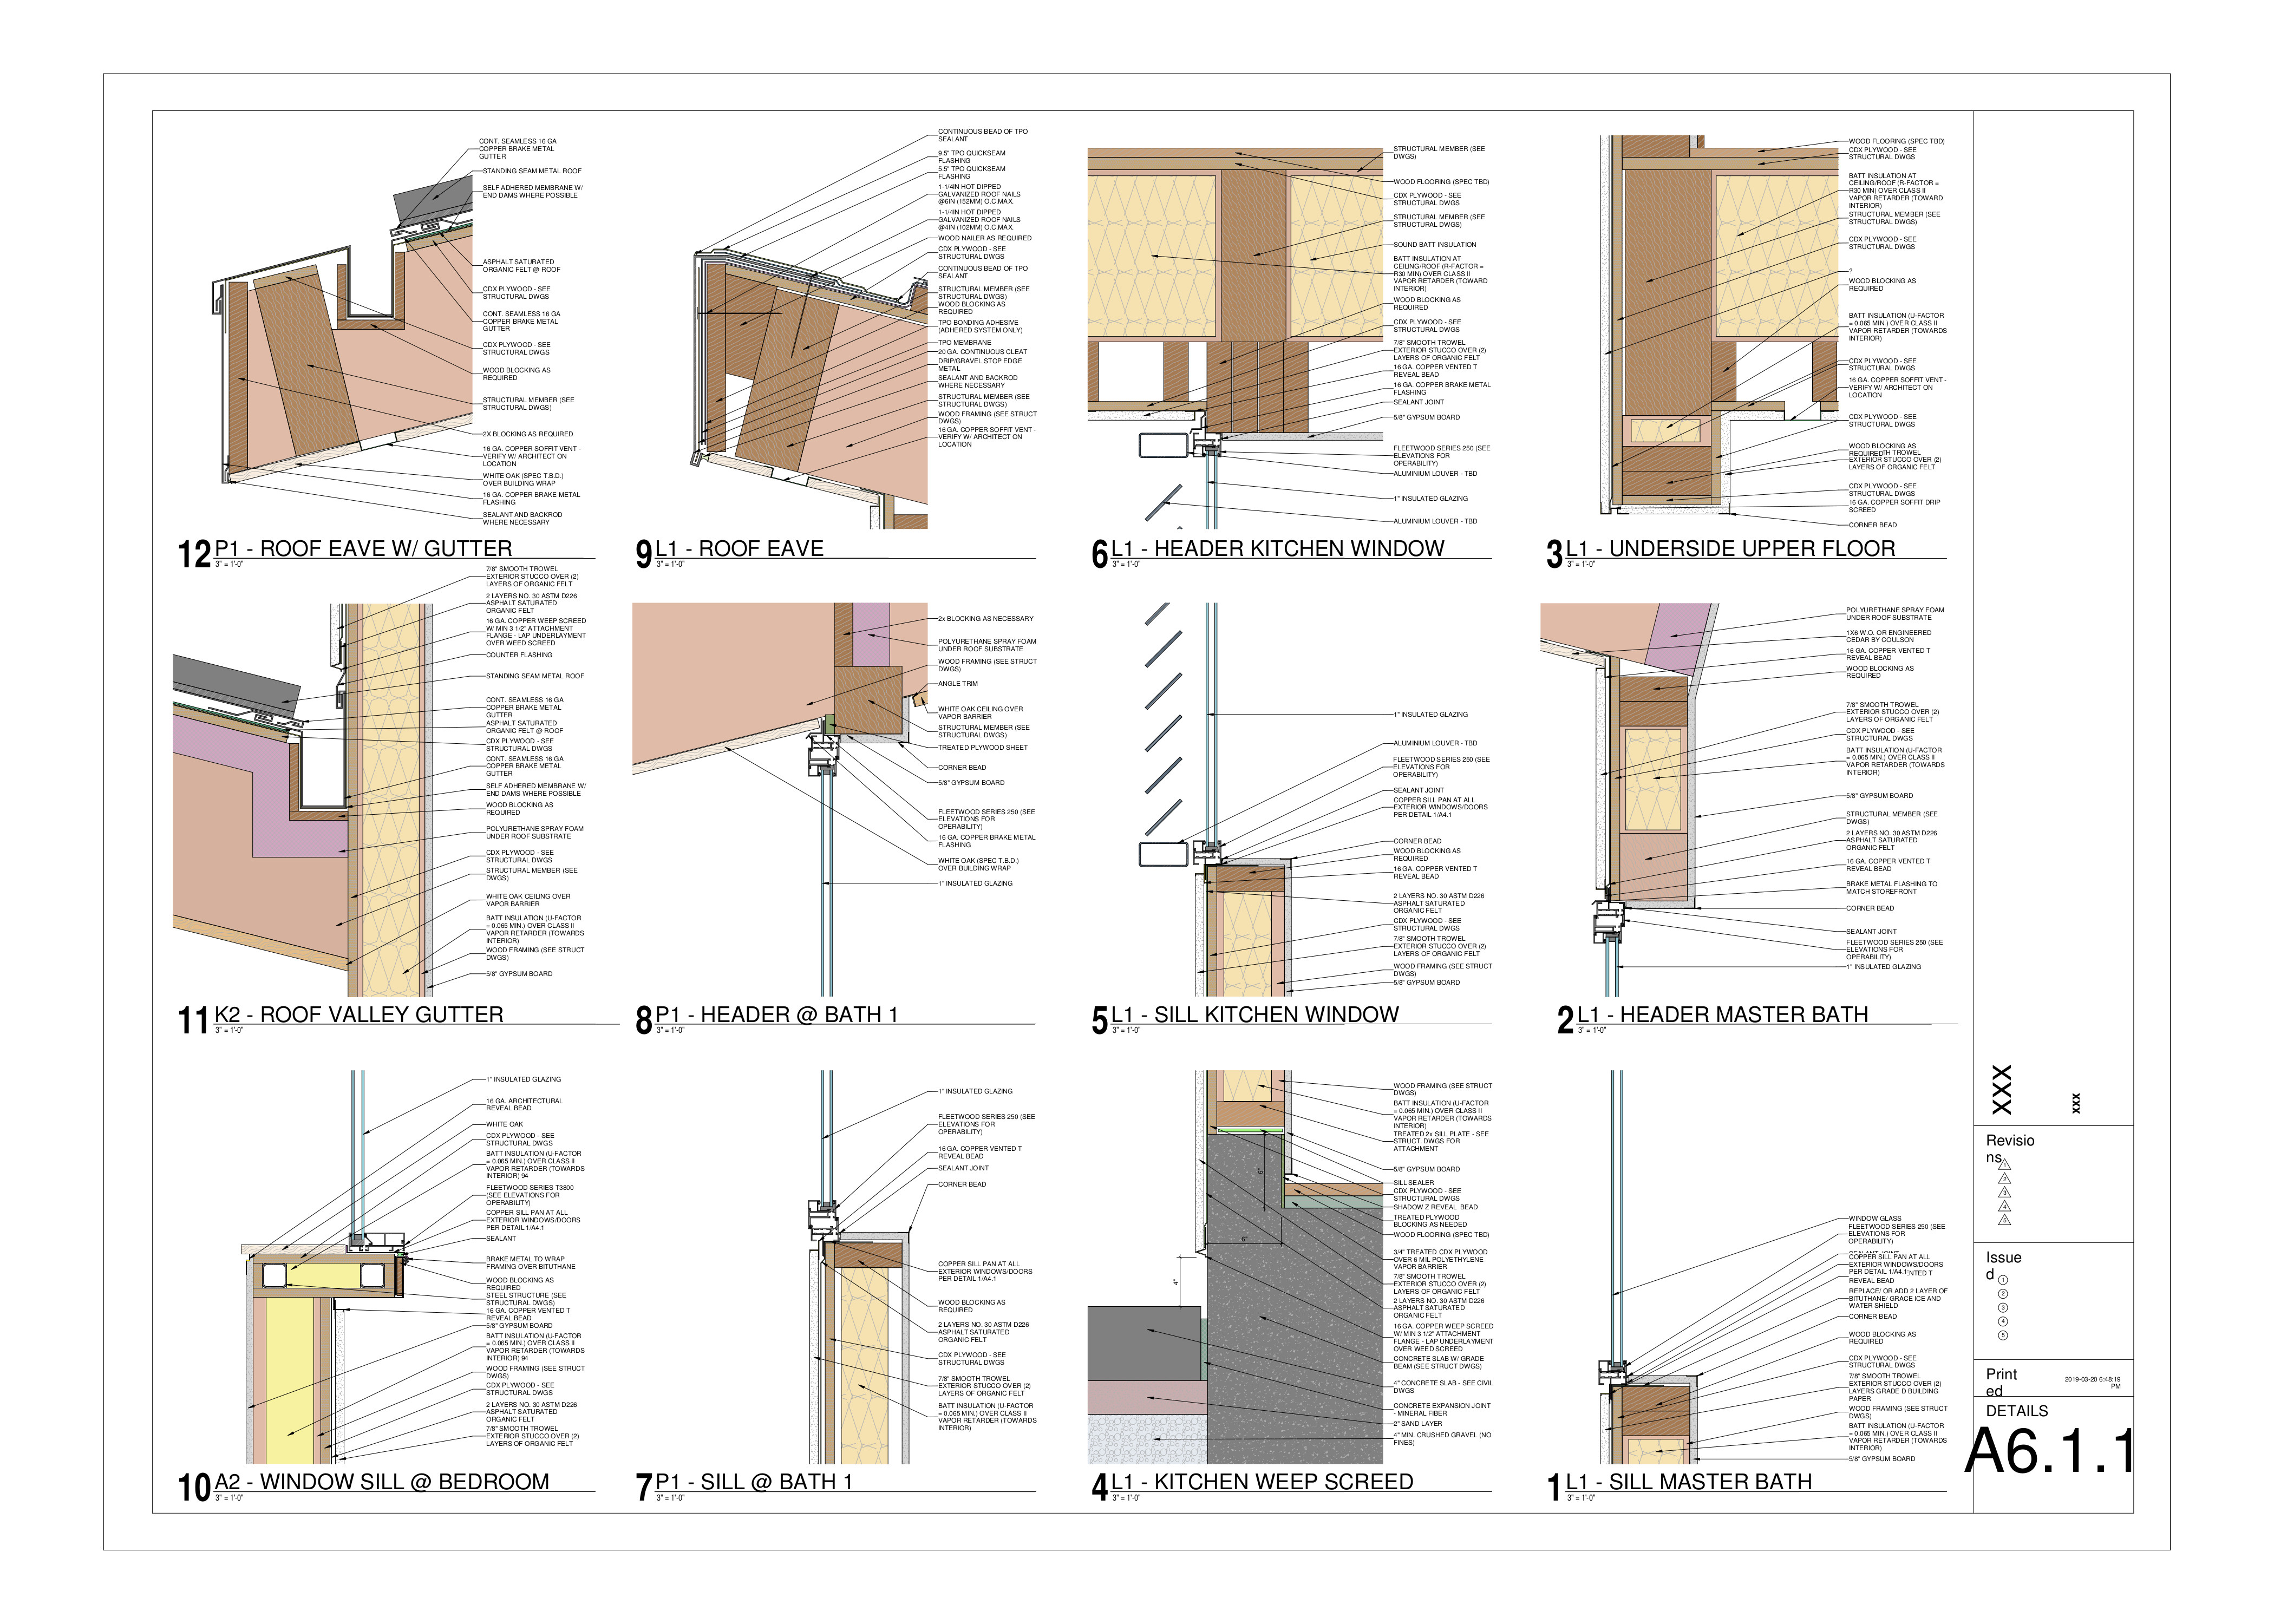 CONT. SEAMLESS 16 GA
COPPER BRAKE METAL
GUTTER
STANDING SEAM METAL ROOF
SELF ADHERED MEMBRANE W/
END DAMS WHERE POSSIBLE
ASPHALT SATURATED
ORGANIC FELT @ ROOF
CDX PLYWOOD - SEE
STRUCTURAL DWGS
CONT. SEAMLESS 16 GA
COPPER BRAKE METAL
GUTTER
CDX PLYWOOD - SEE
STRUCTURAL DWGS
WOOD BLOCKING AS
REQUIRED
STRUCTURAL MEMBER (SEE
STRUCTURAL DWGS)
2X BLOCKING AS REQUIRED
16 GA. COPPER SOFFIT VENT -
VERIFY W/ ARCHITECT ON
LOCATION
WHITE OAK (SPEC T.B.D.)
OVER BUILDING WRAP
16 GA. COPPER BRAKE METAL
FLASHING
SEALANT AND BACKROD
WHERE NECESSARY
12 P1 - ROOF EAVE W/ GUTTER
3" = 1'-0"
CONTINUOUS BEAD OF TPO
SEALANT
9.5" TPO QUICKSEAM
FLASHING
5.5" TPO QUICKSEAM
FLASHING
1-1/4IN HOT DIPPED
GALVANIZED ROOF NAILS
@6IN (152MM) O.C.MAX.
1-1/4IN HOT DIPPED
GALVANIZED ROOF NAILS
@4IN (102MM) O.C.MAX.
WOOD NAILER AS REQUIRED
CDX PLYWOOD - SEE
STRUCTURAL DWGS
CONTINUOUS BEAD OF TPO
SEALANT
STRUCTURAL MEMBER (SEE
STRUCTURAL DWGS)
WOOD BLOCKING AS
REQUIRED
TPO BONDING ADHESIVE
(ADHERED SYSTEM ONLY)
TPO MEMBRANE
20 GA. CONTINUOUS CLEAT
DRIP/GRAVEL STOP EDGE
METAL
SEALANT AND BACKROD
WHERE NECESSARY
STRUCTURAL MEMBER (SEE
STRUCTURAL DWGS)
WOOD FRAMING (SEE STRUCT
DWGS)
16 GA. COPPER SOFFIT VENT -
VERIFY W/ ARCHITECT ON
LOCATION
9 L1 - ROOF EAVE
3" = 1'-0"
STRUCTURAL MEMBER (SEE
DWGS)
WOOD FLOORING (SPEC TBD)
CDX PLYWOOD - SEE
STRUCTURAL DWGS
STRUCTURAL MEMBER (SEE
STRUCTURAL DWGS)
SOUND BATT INSULATION
BATT INSULATION AT
CEILING/ROOF (R-FACTOR =
R30 MIN) OVER CLASS II
VAPOR RETARDER (TOWARD
INTERIOR)
WOOD BLOCKING AS
REQUIRED
CDX PLYWOOD - SEE
STRUCTURAL DWGS
7/8" SMOOTH TROWEL
EXTERIOR STUCCO OVER (2)
LAYERS OF ORGANIC FELT
16 GA. COPPER VENTED T
REVEAL BEAD
16 GA. COPPER BRAKE METAL
FLASHING
SEALANT JOINT
5/8" GYPSUM BOARD
FLEETWOOD SERIES 250 (SEE
ELEVATIONS FOR
OPERABILITY)
ALUMINIUM LOUVER - TBD
1" INSULATED GLAZING
ALUMINIUM LOUVER - TBD
6 L1 - HEADER KITCHEN WINDOW
3" = 1'-0"
WOOD FLOORING (SPEC TBD)
CDX PLYWOOD - SEE
STRUCTURAL DWGS
BATT INSULATION AT
CEILING/ROOF (R-FACTOR =
R30 MIN) OVER CLASS II
VAPOR RETARDER (TOWARD
INTERIOR)
STRUCTURAL MEMBER (SEE
STRUCTURAL DWGS)
CDX PLYWOOD - SEE
STRUCTURAL DWGS
?
WOOD BLOCKING AS
REQUIRED
BATT INSULATION (U-FACTOR
= 0.065 MIN.) OVER CLASS II
VAPOR RETARDER (TOWARDS
INTERIOR)
CDX PLYWOOD - SEE
STRUCTURAL DWGS
16 GA. COPPER SOFFIT VENT -
VERIFY W/ ARCHITECT ON
LOCATION
CDX PLYWOOD - SEE
STRUCTURAL DWGS
WOOD BLOCKING AS
REQUIRED
TROWEL
EXTERIOR STUCCO OVER (2)
LAYERS OF ORGANIC FELT
CDX PLYWOOD - SEE
STRUCTURAL DWGS
16 GA. COPPER SOFFIT DRIP
SCREED
CORNER BEAD
3 L1 - UNDERSIDE UPPER FLOOR
3" = 1'-0"
7/8" SMOOTH TROWEL
EXTERIOR STUCCO OVER (2)
LAYERS OF ORGANIC FELT
2 LAYERS NO. 30 ASTM D226
ASPHALT SATURATED
ORGANIC FELT
16 GA. COPPER WEEP SCREED
W/ MIN 3 1/2" ATTACHMENT
FLANGE - LAP UNDERLAYMENT
OVER WEED SCREED
COUNTER FLASHING
STANDING SEAM METAL ROOF
CONT. SEAMLESS 16 GA
COPPER BRAKE METAL
GUTTER
ASPHALT SATURATED
ORGANIC FELT @ ROOF
CDX PLYWOOD - SEE
STRUCTURAL DWGS
CONT. SEAMLESS 16 GA
COPPER BRAKE METAL
GUTTER
SELF ADHERED MEMBRANE W/
END DAMS WHERE POSSIBLE
WOOD BLOCKING AS
REQUIRED
POLYURETHANE SPRAY FOAM
UNDER ROOF SUBSTRATE
CDX PLYWOOD - SEE
STRUCTURAL DWGS
STRUCTURAL MEMBER (SEE
DWGS)
WHITE OAK CEILING OVER
VAPOR BARRIER
BATT INSULATION (U-FACTOR
= 0.065 MIN.) OVER CLASS II
VAPOR RETARDER (TOWARDS
INTERIOR)
WOOD FRAMING (SEE STRUCT
DWGS)
5/8" GYPSUM BOARD
11 K2 - ROOF VALLEY GUTTER
3" = 1'-0"
2x BLOCKING AS NECESSARY
POLYURETHANE SPRAY FOAM
UNDER ROOF SUBSTRATE
WOOD FRAMING (SEE STRUCT
DWGS)
ANGLE TRIM
WHITE OAK CEILING OVER
VAPOR BARRIER
STRUCTURAL MEMBER (SEE
STRUCTURAL DWGS)
TREATED PLYWOOD SHEET
CORNER BEAD
5/8" GYPSUM BOARD
FLEETWOOD SERIES 250 (SEE
ELEVATIONS FOR
OPERABILITY)
16 GA. COPPER BRAKE METAL
FLASHING
WHITE OAK (SPEC T.B.D.)
OVER BUILDING WRAP
1" INSULATED GLAZING
8 P1 - HEADER @ BATH 1
3" = 1'-0"
1" INSULATED GLAZING
ALUMINIUM LOUVER - TBD
FLEETWOOD SERIES 250 (SEE
ELEVATIONS FOR
OPERABILITY)
SEALANT JOINT
COPPER SILL PAN AT ALL
EXTERIOR WINDOWS/DOORS
PER DETAIL 1/A4.1
CORNER BEAD
WOOD BLOCKING AS
REQUIRED
16 GA. COPPER VENTED T
REVEAL BEAD
2 LAYERS NO. 30 ASTM D226
ASPHALT SATURATED
ORGANIC FELT
CDX PLYWOOD - SEE
STRUCTURAL DWGS
7/8" SMOOTH TROWEL
EXTERIOR STUCCO OVER (2)
LAYERS OF ORGANIC FELT
WOOD FRAMING (SEE STRUCT
DWGS)
5/8" GYPSUM BOARD
5 L1 - SILL KITCHEN WINDOW
3" = 1'-0"
POLYURETHANE SPRAY FOAM
UNDER ROOF SUBSTRATE
1X6 W.O. OR ENGINEERED
CEDAR BY COULSON
16 GA. COPPER VENTED T
REVEAL BEAD
WOOD BLOCKING AS
REQUIRED
7/8" SMOOTH TROWEL
EXTERIOR STUCCO OVER (2)
LAYERS OF ORGANIC FELT
CDX PLYWOOD - SEE
STRUCTURAL DWGS
BATT INSULATION (U-FACTOR
= 0.065 MIN.) OVER CLASS II
VAPOR RETARDER (TOWARDS
INTERIOR)
5/8" GYPSUM BOARD
STRUCTURAL MEMBER (SEE
DWGS)
2 LAYERS NO. 30 ASTM D226
ASPHALT SATURATED
ORGANIC FELT
16 GA. COPPER VENTED T
REVEAL BEAD
BRAKE METAL FLASHING TO
MATCH STOREFRONT
CORNER BEAD
SEALANT JOINT
FLEETWOOD SERIES 250 (SEE
ELEVATIONS FOR
OPERABILITY)
1" INSULATED GLAZING
2 L1 - HEADER MASTER BATH
3" = 1'-0"
1" INSULATED GLAZING
16 GA. ARCHITECTURAL
REVEAL BEAD
WHITE OAK
CDX PLYWOOD - SEE
STRUCTURAL DWGS
BATT INSULATION (U-FACTOR
= 0.065 MIN.) OVER CLASS II
VAPOR RETARDER (TOWARDS
INTERIOR) 94
FLEETWOOD SERIES T3800
(SEE ELEVATIONS FOR
OPERABILITY)
COPPER SILL PAN AT ALL
EXTERIOR WINDOWS/DOORS
PER DETAIL 1/A4.1
SEALANT
BRAKE METAL TO WRAP
FRAMING OVER BITUTHANE
WOOD BLOCKING AS
REQUIRED
STEEL STRUCTURE (SEE
STRUCTURAL DWGS)
16 GA. COPPER VENTED T
REVEAL BEAD
5/8" GYPSUM BOARD
BATT INSULATION (U-FACTOR
= 0.065 MIN.) OVER CLASS II
VAPOR RETARDER (TOWARDS
INTERIOR) 94
WOOD FRAMING (SEE STRUCT
DWGS)
CDX PLYWOOD - SEE
STRUCTURAL DWGS
2 LAYERS NO. 30 ASTM D226
ASPHALT SATURATED
ORGANIC FELT
7/8" SMOOTH TROWEL
EXTERIOR STUCCO OVER (2)
LAYERS OF ORGANIC FELT
10 A2 - WINDOW SILL @ BEDROOM
3" = 1'-0"
1" INSULATED GLAZING
FLEETWOOD SERIES 250 (SEE
ELEVATIONS FOR
OPERABILITY)
16 GA. COPPER VENTED T
REVEAL BEAD
SEALANT JOINT
CORNER BEAD
COPPER SILL PAN AT ALL
EXTERIOR WINDOWS/DOORS
PER DETAIL 1/A4.1
WOOD BLOCKING AS
REQUIRED
2 LAYERS NO. 30 ASTM D226
ASPHALT SATURATED
ORGANIC FELT
CDX PLYWOOD - SEE
STRUCTURAL DWGS
7/8" SMOOTH TROWEL
EXTERIOR STUCCO OVER (2)
LAYERS OF ORGANIC FELT
BATT INSULATION (U-FACTOR
= 0.065 MIN.) OVER CLASS II
VAPOR RETARDER (TOWARDS
INTERIOR)
7 P1 - SILL @ BATH 1
3" = 1'-0"
6"
6"
4"
WOOD FRAMING (SEE STRUCT
DWGS)
BATT INSULATION (U-FACTOR
= 0.065 MIN.) OVER CLASS II
VAPOR RETARDER (TOWARDS
INTERIOR)
TREATED 2x SILL PLATE - SEE
STRUCT. DWGS FOR
ATTACHMENT
5/8" GYPSUM BOARD
SILL SEALER
CDX PLYWOOD - SEE
STRUCTURAL DWGS
SHADOW Z REVEAL BEAD
TREATED PLYWOOD
BLOCKING AS NEEDED
WOOD FLOORING (SPEC TBD)
3/4" TREATED CDX PLYWOOD
OVER 6 MIL POLYETHYLENE
VAPOR BARRIER
7/8" SMOOTH TROWEL
EXTERIOR STUCCO OVER (2)
LAYERS OF ORGANIC FELT
2 LAYERS NO. 30 ASTM D226
ASPHALT SATURATED
ORGANIC FELT
16 GA. COPPER WEEP SCREED
W/ MIN 3 1/2" ATTACHMENT
FLANGE - LAP UNDERLAYMENT
OVER WEED SCREED
CONCRETE SLAB W/ GRADE
BEAM (SEE STRUCT DWGS)
4" CONCRETE SLAB - SEE CIVIL
DWGS
CONCRETE EXPANSION JOINT
- MINERAL FIBER
2" SAND LAYER
4" MIN. CRUSHED GRAVEL (NO
FINES)
4 L1 - KITCHEN WEEP SCREED
3" = 1'-0"
WINDOW GLASS
FLEETWOOD SERIES 250 (SEE
ELEVATIONS FOR
OPERABILITY)
COPPER SILL PAN AT ALL
EXTERIOR WINDOWS/DOORS
PER DETAIL 1/A4.1
REVEAL BEAD
REPLACE/ OR ADD 2 LAYER OF
BITUTHANE/ GRACE ICE AND
WATER SHIELD
CORNER BEAD
WOOD BLOCKING AS
REQUIRED
CDX PLYWOOD - SEE
STRUCTURAL DWGS
7/8" SMOOTH TROWEL
EXTERIOR STUCCO OVER (2)
LAYERS GRADE D BUILDING
PAPER
WOOD FRAMING (SEE STRUCT
DWGS)
BATT INSULATION (U-FACTOR
= 0.065 MIN.) OVER CLASS II
VAPOR RETARDER (TOWARDS
INTERIOR)
5/8" GYPSUM BOARD
1 L1 - SILL MASTER BATH
3" = 1'-0"
XXX
XXX
Revisio
ns
1
2
3
4
5
Issue
d
1
2
3
4
5
Print
ed
2019-03-20 6:48:19
PM
DETAILS
A6.1.1